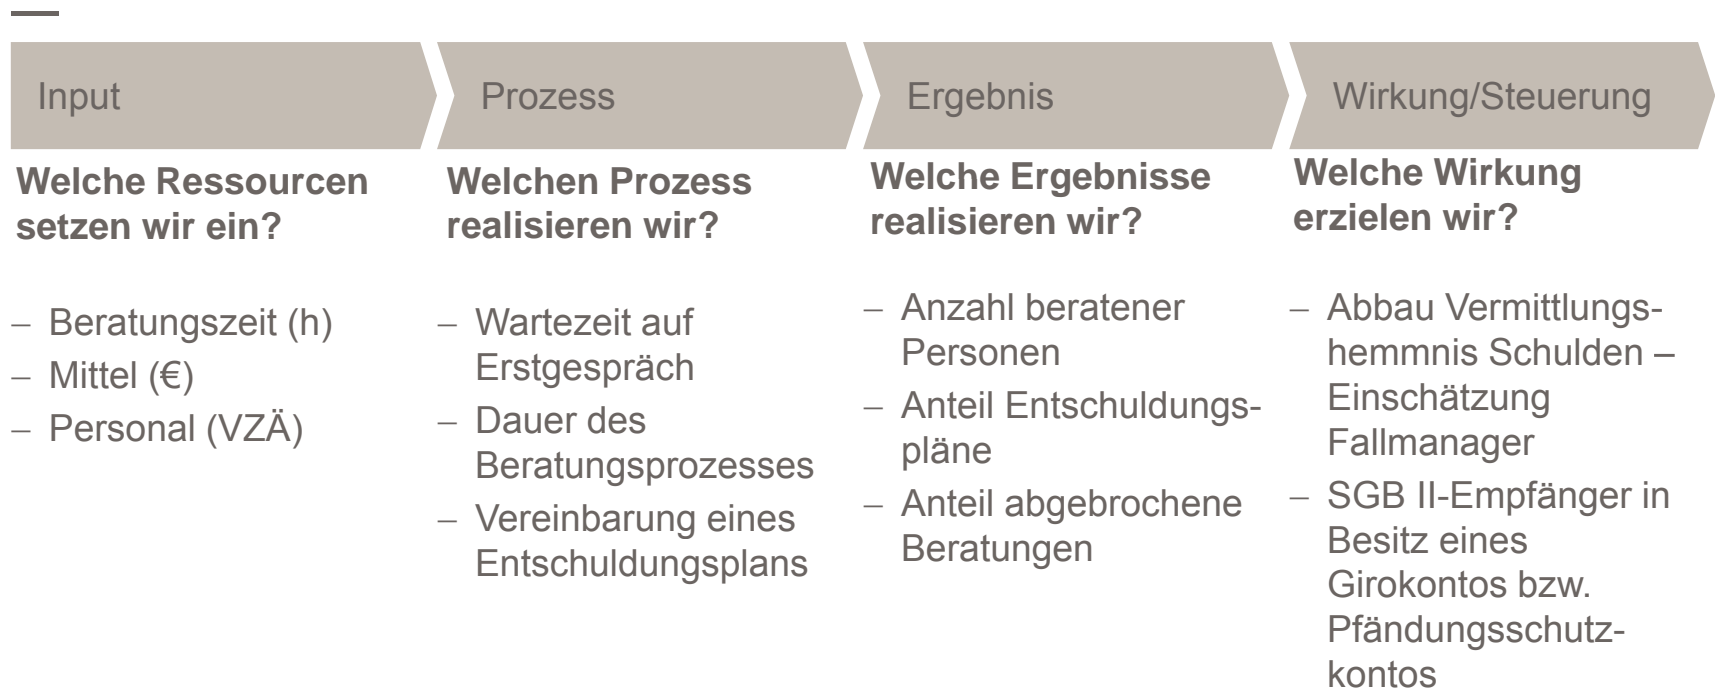 Input
Prozess
Ergebnis
Wirkung/Steuerung
Welche Ressourcen
setzen wir ein?
– Beratungszeit (h)
– Mittel (€)
– Personal (VZÄ)
Welchen Prozess
realisieren wir?
– Wartezeit auf
Erstgespräch
– Dauer des
Beratungsprozesses
– Vereinbarung eines
Entschuldungsplans
Welche Ergebnisse
realisieren wir?
– Anzahl beratener
Personen
– Anteil Entschuldungs-
pläne
– Anteil abgebrochene
Beratungen
Welche Wirkung
erzielen wir?
– Abbau Vermittlungs-
hemmnis Schulden –
Einschätzung
Fallmanager
– SGB II-Empfänger in
Besitz eines
Girokontos bzw.
Pfändungsschutz-
kontos